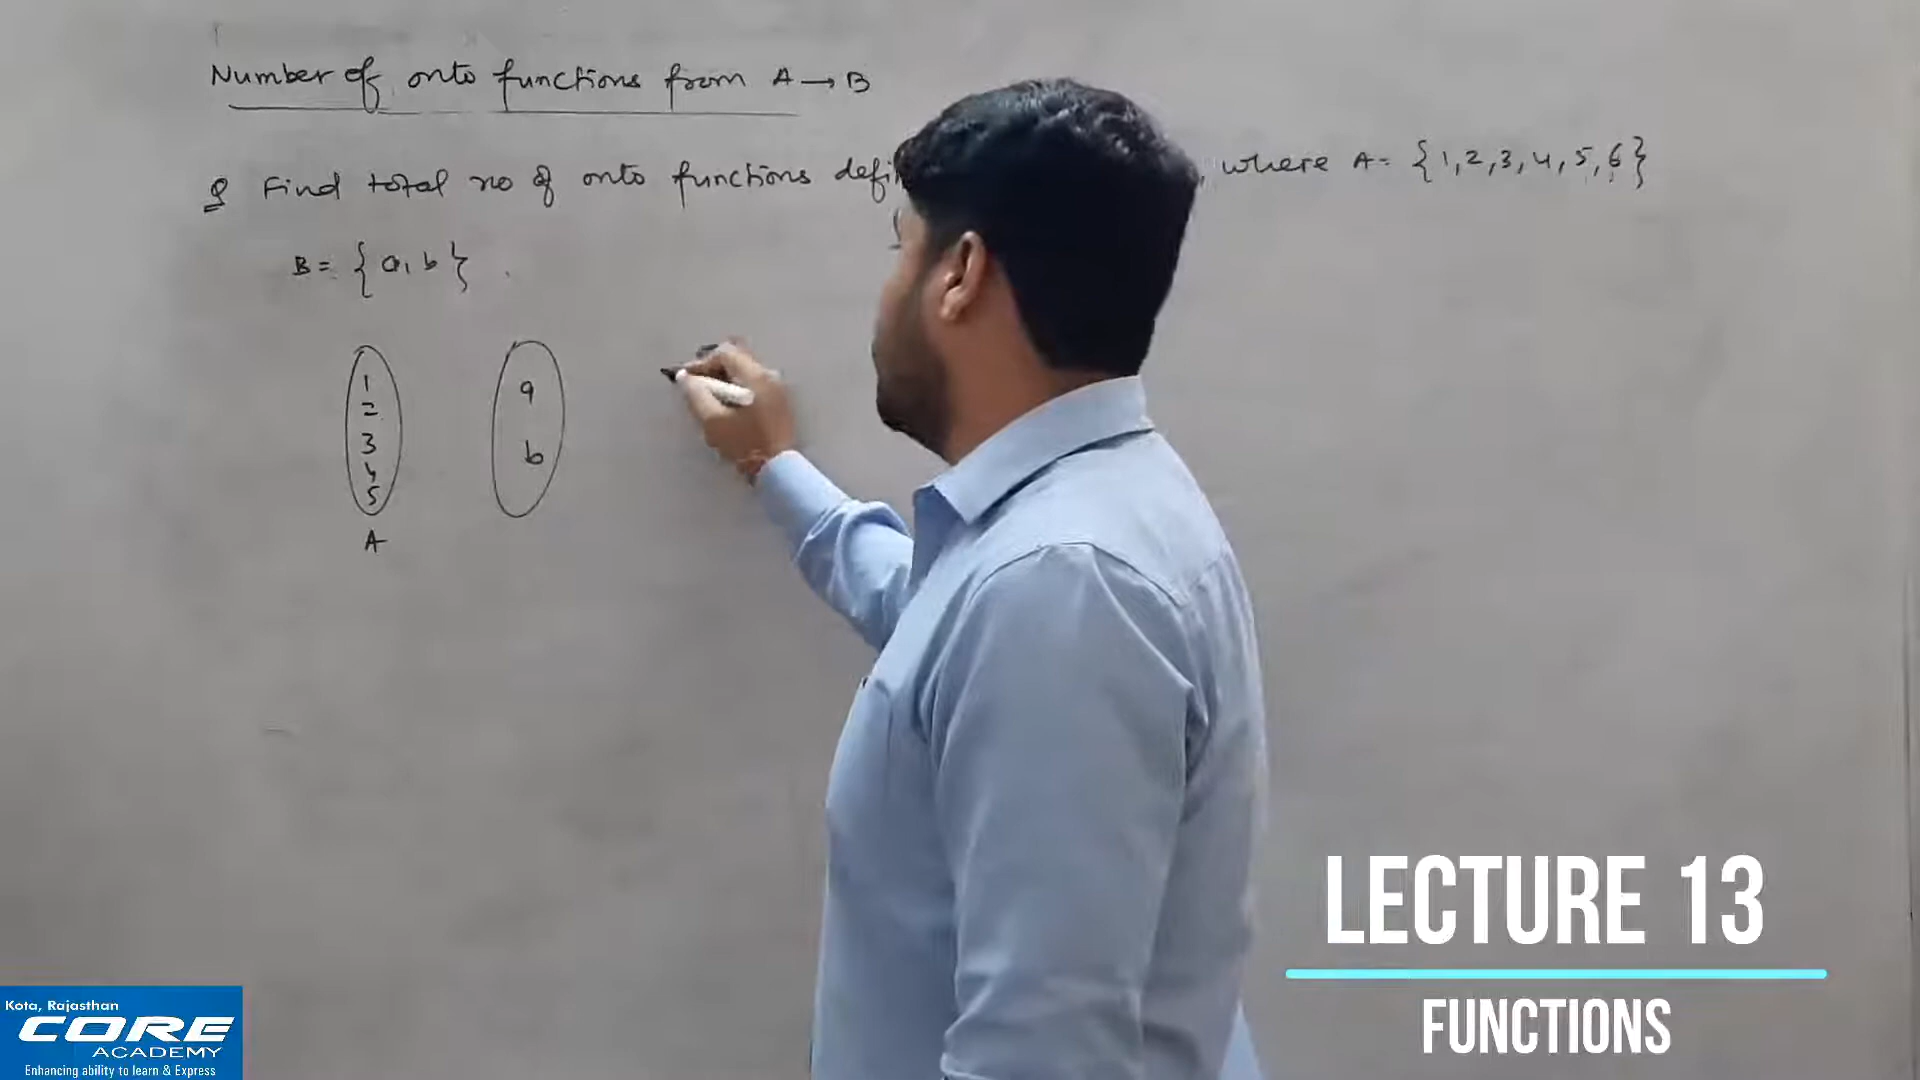 Number of onto functions from A → B
Q Find total no of onto functions defi , where A = {1,2,3,4,5,6}
B = {a, b} .
1
2
3
4
5
A
a
b
LECTURE 13
FUNCTIONS
Kota, Rajasthan
CORE
ACADEMY
Enhancing ability to learn & Express